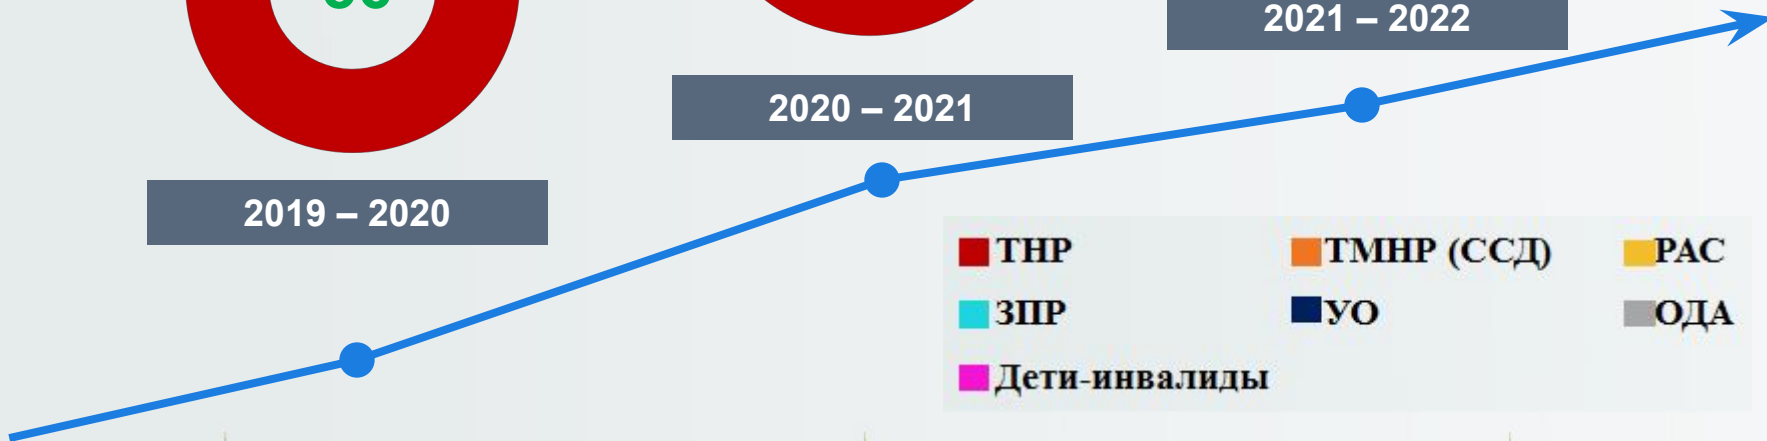 2021 – 2022
2020 – 2021
2019 – 2020
ТНР ТМНР (ССД) РАС
ЗПР УО ОДА
Дети-инвалиды